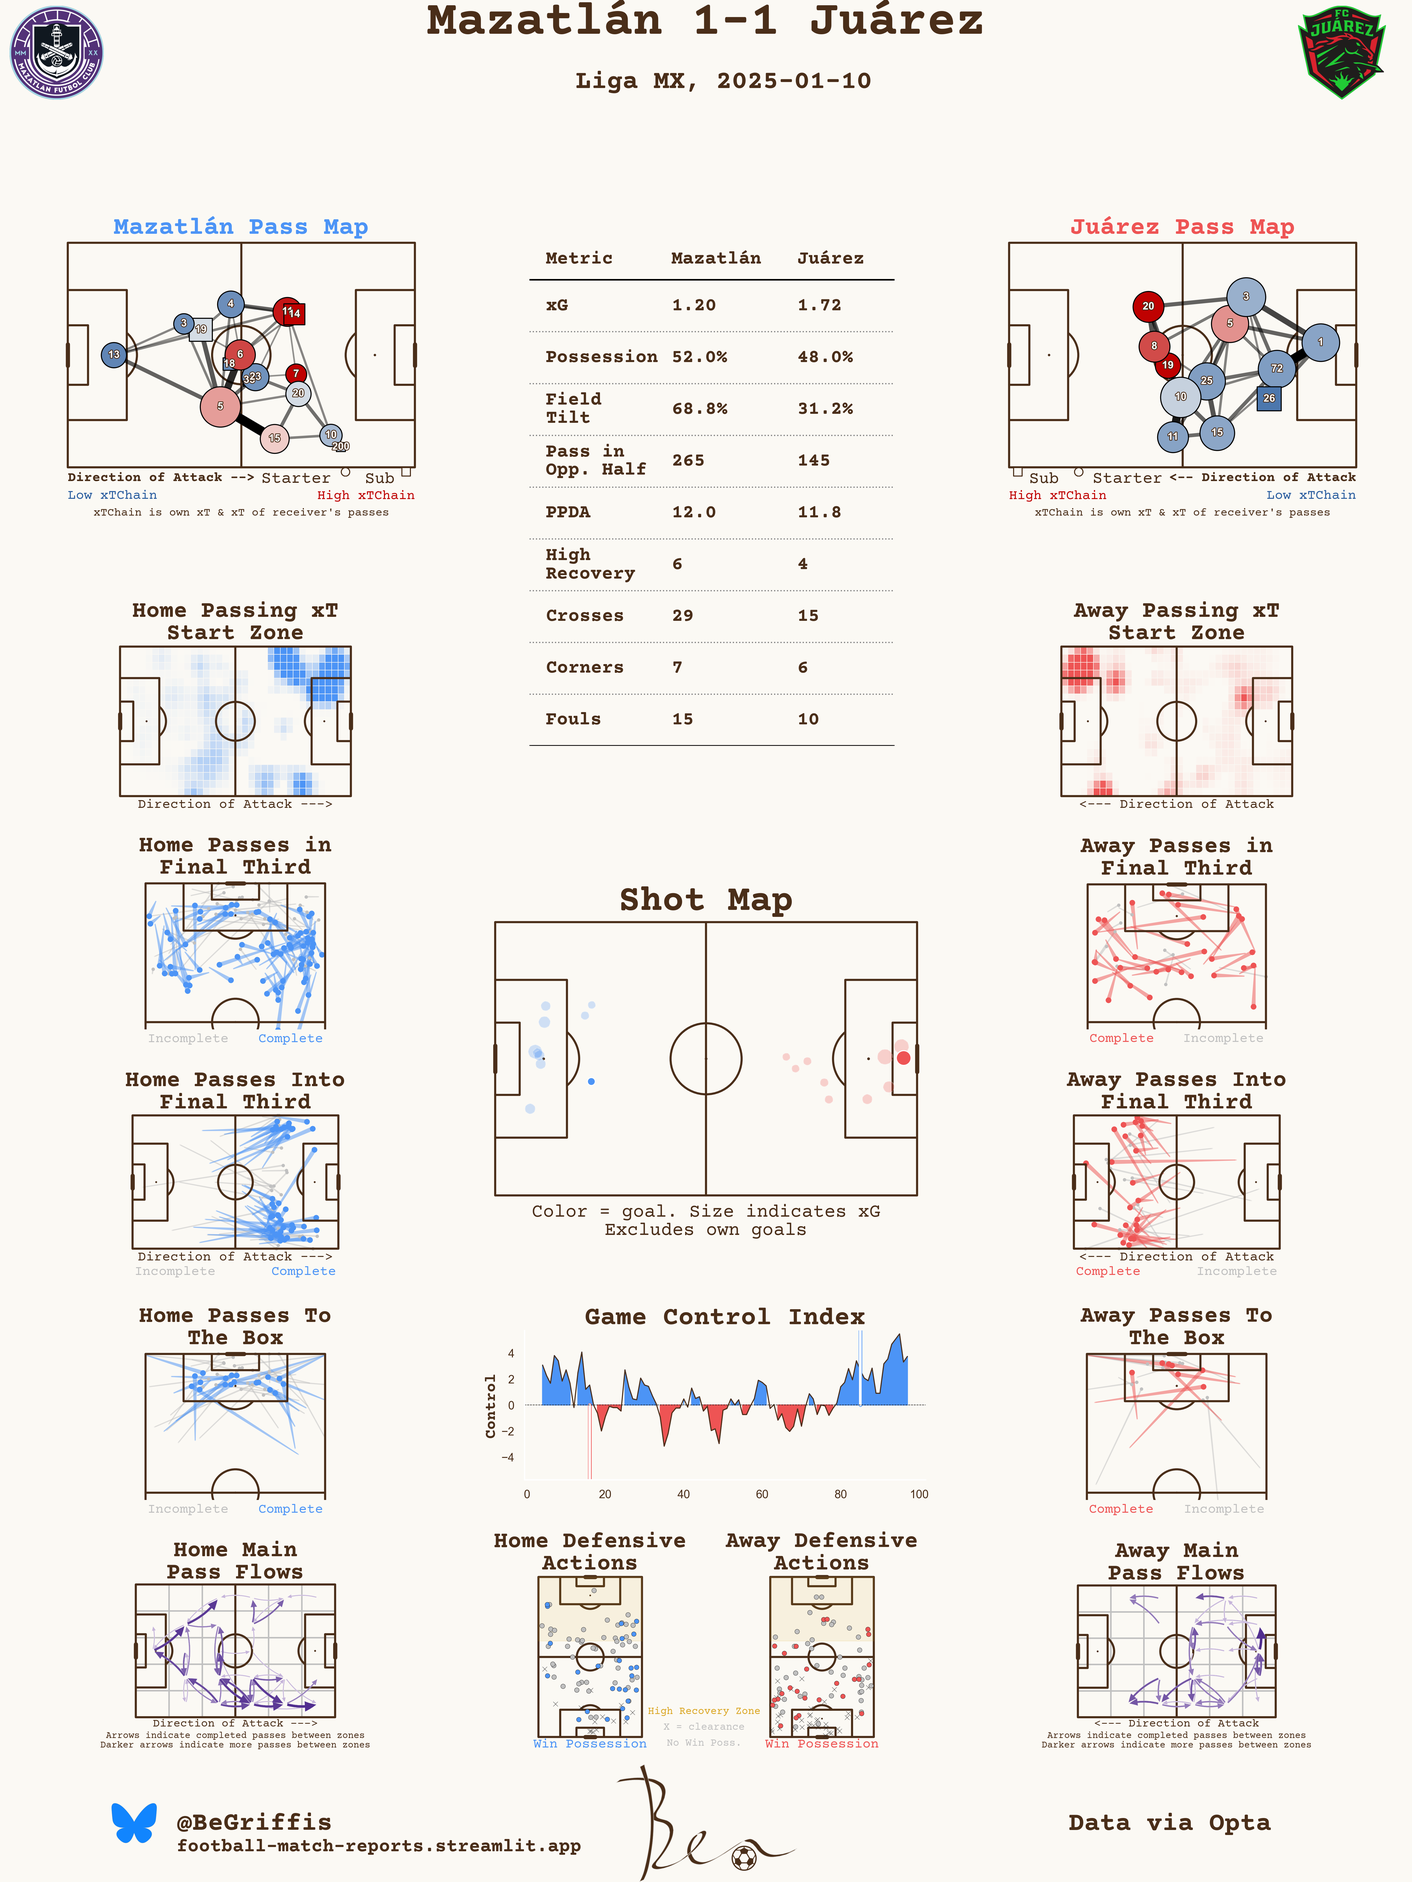 Mazatlán 1-1 Juárez
Liga MX, 2025-01-10
MM XX
MAZATLAN FUTBOL CLUB
FC
JUÁREZ
Mazatlán Pass Map
4
11
14
3
19
13
6
18
23
7
20
5
15
10
200
Direction of Attack --> Starter Sub
Low xTChain High xTChain
xTChain is own xT & xT of receiver's passes
Metric Mazatlán Juárez
xG 1.20 1.72
Possession 52.0% 48.0%
Field
Tilt 68.8% 31.2%
Pass in
Opp. Half 265 145
PPDA 12.0 11.8
High
Recovery 6 4
Crosses 29 15
Corners 7 6
Fouls 15 10
Juárez Pass Map
20
3
5
8
1
19
72
25
10
26
11
15
Sub Starter <-- Direction of Attack
High xTChain Low xTChain
xTChain is own xT & xT of receiver's passes
Home Passing xT
Start Zone
Direction of Attack --->
Away Passing xT
Start Zone
<--- Direction of Attack
Home Passes in
Final Third
Incomplete Complete
Shot Map
Color = goal. Size indicates xG
Excludes own goals
Away Passes in
Final Third
Complete Incomplete
Home Passes Into
Final Third
Direction of Attack --->
Incomplete Complete
Away Passes Into
Final Third
<--- Direction of Attack
Complete Incomplete
Home Passes To
The Box
Incomplete Complete
Game Control Index
Control
4
2
0
−2
−4
0 20 40 60 80 100
Away Passes To
The Box
Complete Incomplete
Home Main
Pass Flows
Direction of Attack --->
Arrows indicate completed passes between zones
Darker arrows indicate more passes between zones
Home Defensive
Actions
Win Possession
High Recovery Zone
X = clearance
No Win Poss.
Away Defensive
Actions
Win Possession
Away Main
Pass Flows
<--- Direction of Attack
Arrows indicate completed passes between zones
Darker arrows indicate more passes between zones
@BeGriffis
football-match-reports.streamlit.app
Ben
Data via Opta